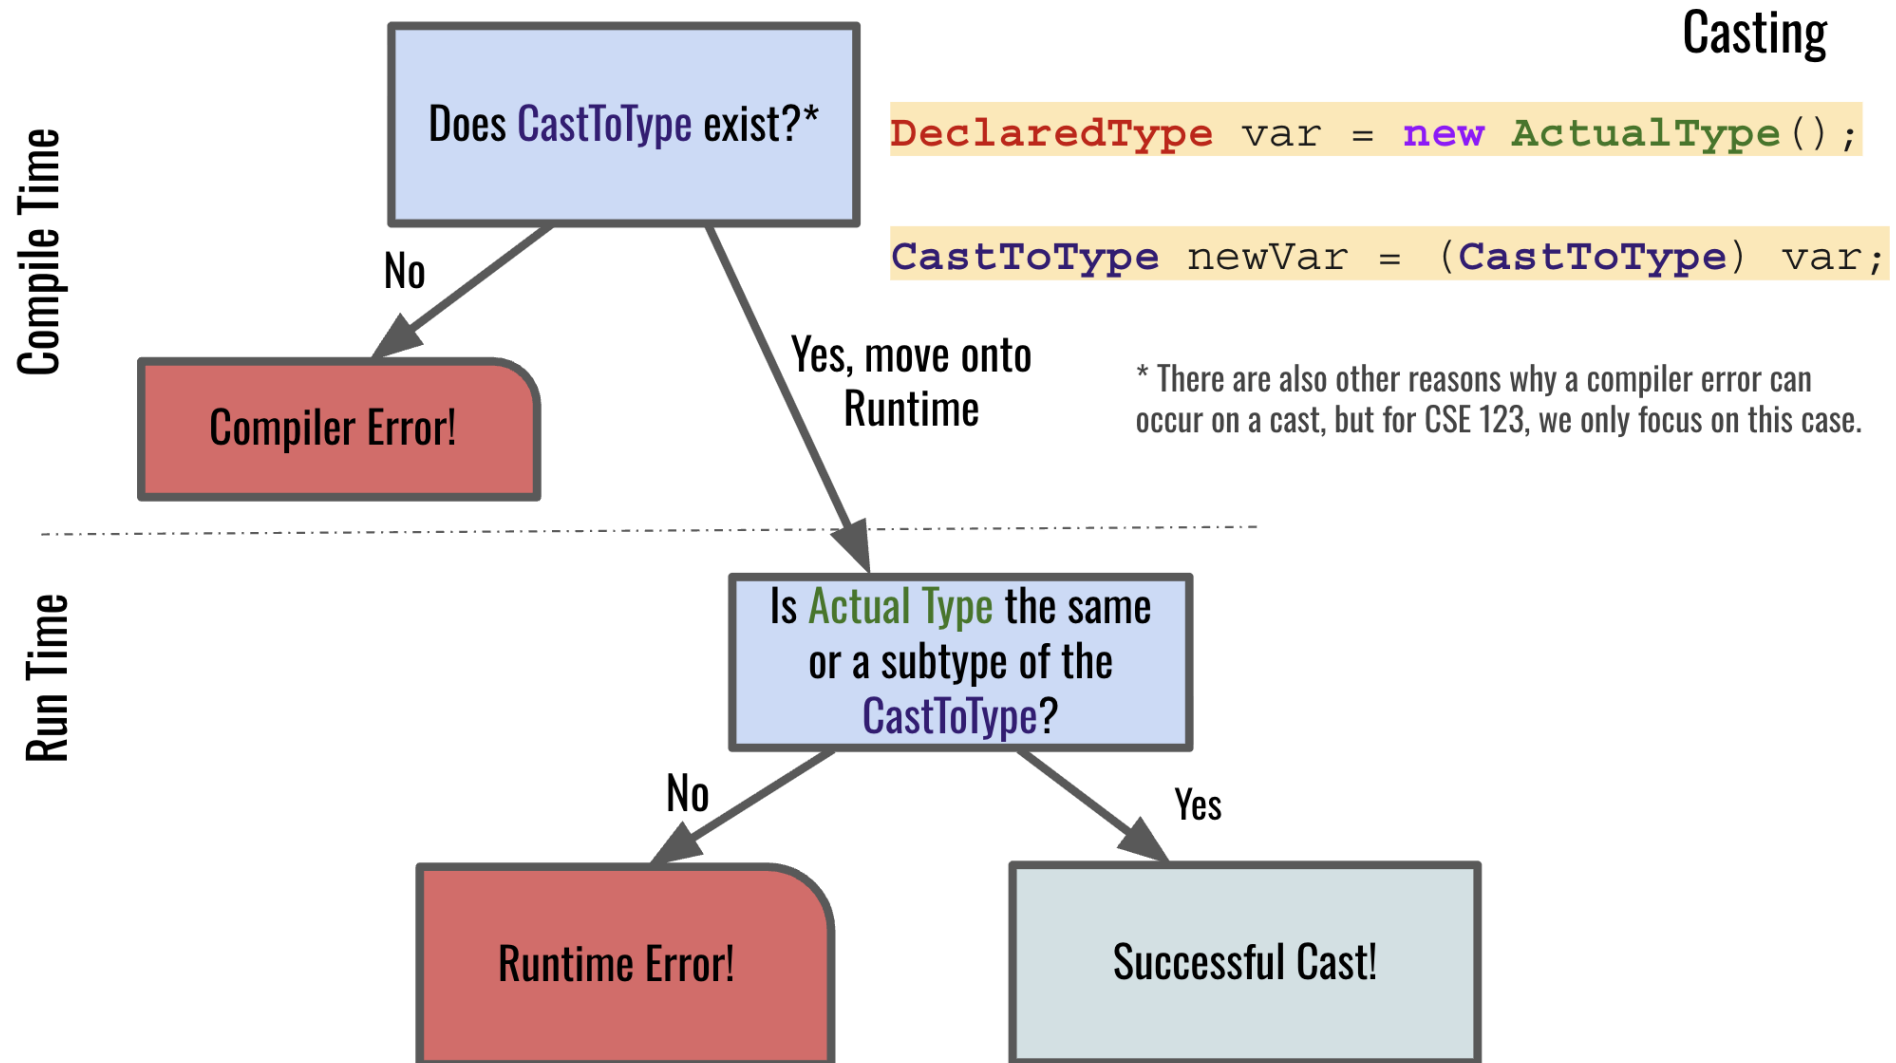 Casting
Compile Time
Does CastToType exist?*
DeclaredType var = new ActualType();
CastToType newVar = (CastToType) var;
No
Yes, move onto
Runtime
* There are also other reasons why a compiler error can
occur on a cast, but for CSE 123, we only focus on this case.
Compiler Error!
Run Time
Is Actual Type the same
or a subtype of the
CastToType?
No
Yes
Runtime Error!
Successful Cast!